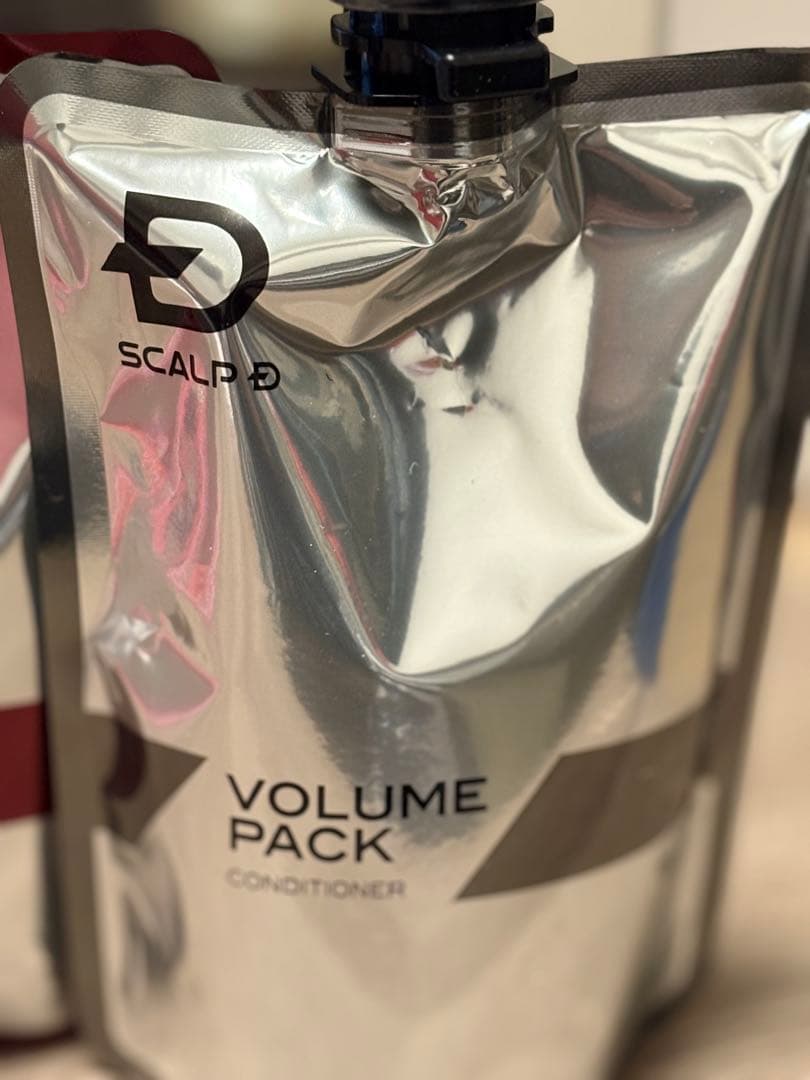 SCALP D
VOLUME
PACK
CONDITIONER